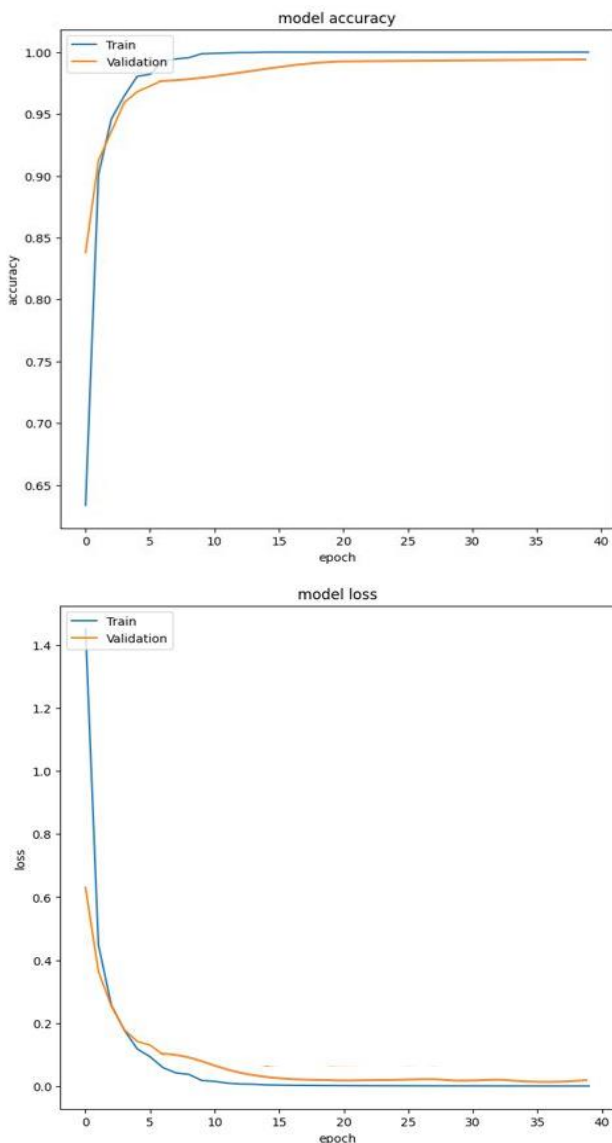 model accuracy
Train
Validation
1.00
0.95
0.90
0.85
0.80
0.75
0.70
0.65
accuracy
0 5 10 15 20 25 30 35 40
epoch
model loss
Train
Validation
1.4
1.2
1.0
0.8
0.6
0.4
0.2
0.0
loss
0 5 10 15 20 25 30 35 40
epoch